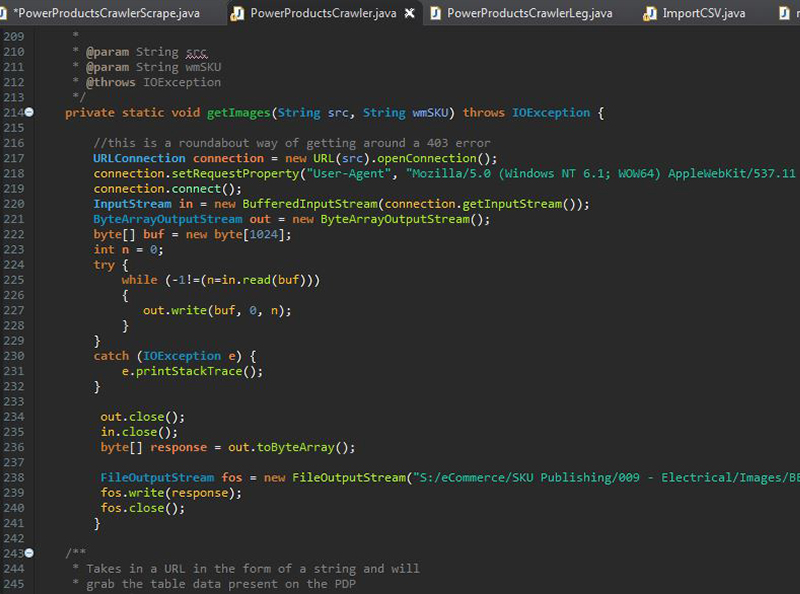 *PowerProductsCrawlerScrape.java PowerProductsCrawler.java PowerProductsCrawlerLeg.java ImportCSV.java
209 *
210 * @param String src
211 * @param String wmSKU
212 * @throws IOException
213 */
214 private static void getImages(String src, String wmSKU) throws IOException {
215
216 //this is a roundabout way of getting around a 403 error
217 URLConnection connection = new URL(src).openConnection();
218 connection.setRequestProperty("User-Agent", "Mozilla/5.0 (Windows NT 6.1; WOW64) AppleWebKit/537.11
219 connection.connect();
220 InputStream in = new BufferedInputStream(connection.getInputStream());
221 ByteArrayOutputStream out = new ByteArrayOutputStream();
222 byte[] buf = new byte[1024];
223 int n = 0;
224 try {
225 while (-1!=(n=in.read(buf)))
226 {
227 out.write(buf, 0, n);
228 }
229 }
230 catch (IOException e) {
231 e.printStackTrace();
232 }
233
234 out.close();
235 in.close();
236 byte[] response = out.toByteArray();
237
238 FileOutputStream fos = new FileOutputStream("S:/eCommerce/SKU Publishing/009 - Electrical/Images/
239 fos.write(response);
240 fos.close();
241 }
242
243 /**
244 * Takes in a URL in the form of a string and will
245 * grab the table data present on the PDP